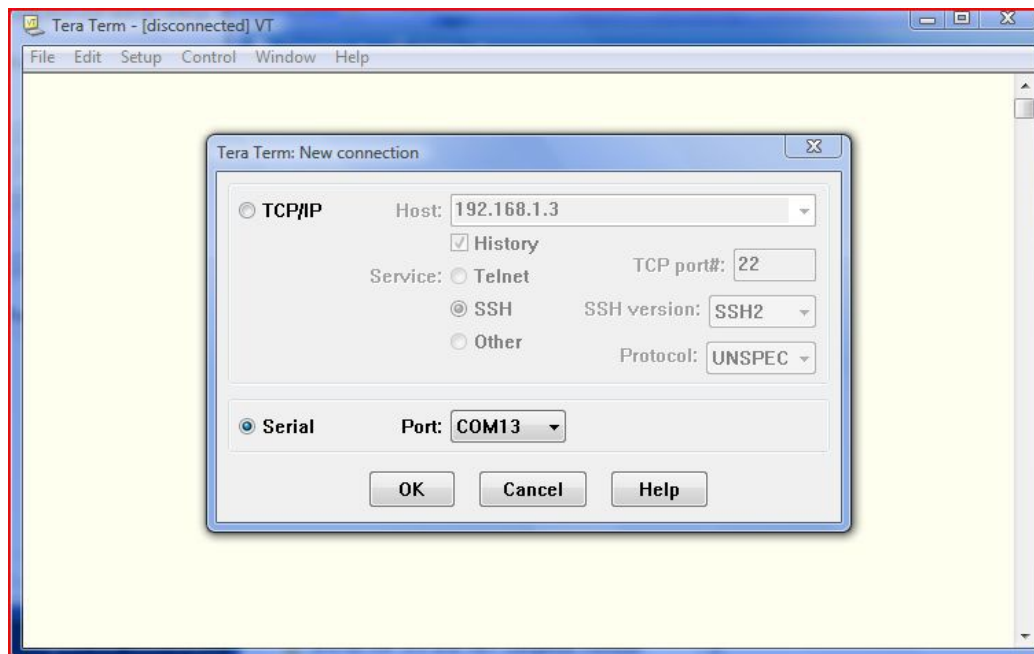 Tera Term - [disconnected] VT
File Edit Setup Control Window Help
Tera Term: New connection
TCP/IP Host: 192.168.1.3
History
Service: Telnet TCP port#: 22
SSH SSH version: SSH2
Other Protocol: UNSPEC
Serial Port: COM13
OK Cancel Help